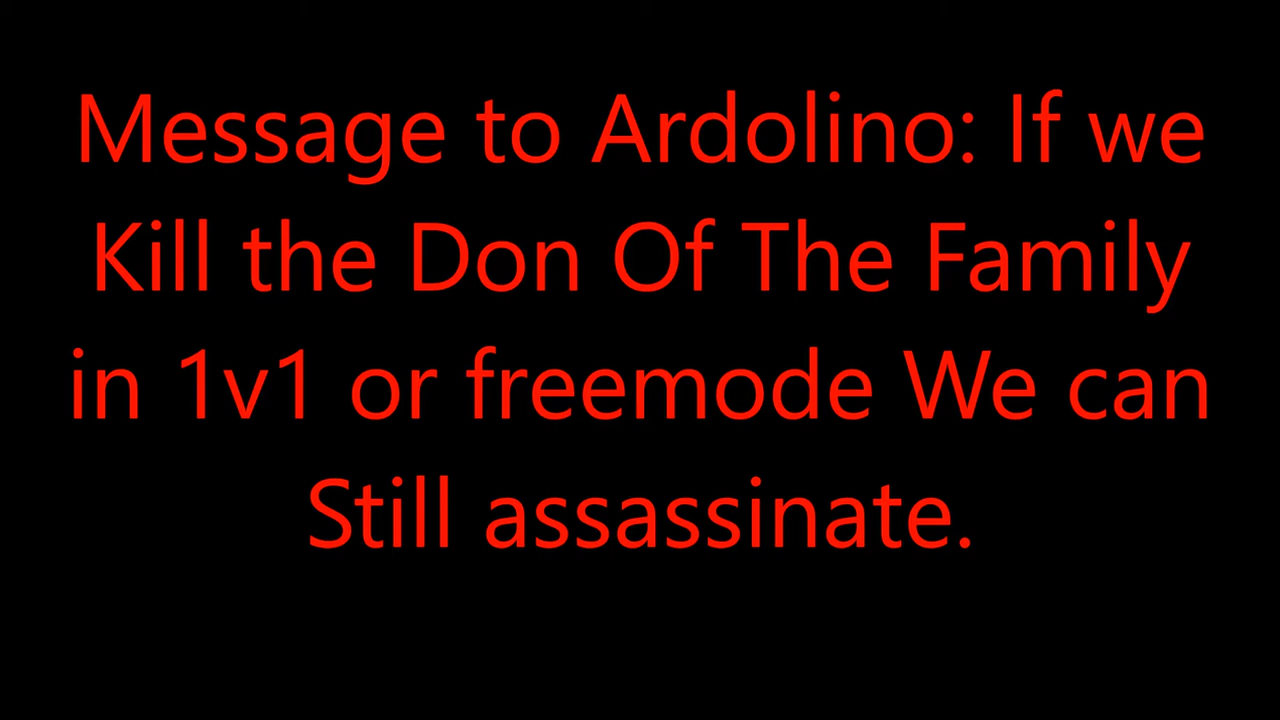 Message to Ardolino: If we
Kill the Don Of The Family
in 1v1 or freemode We can
Still assassinate.